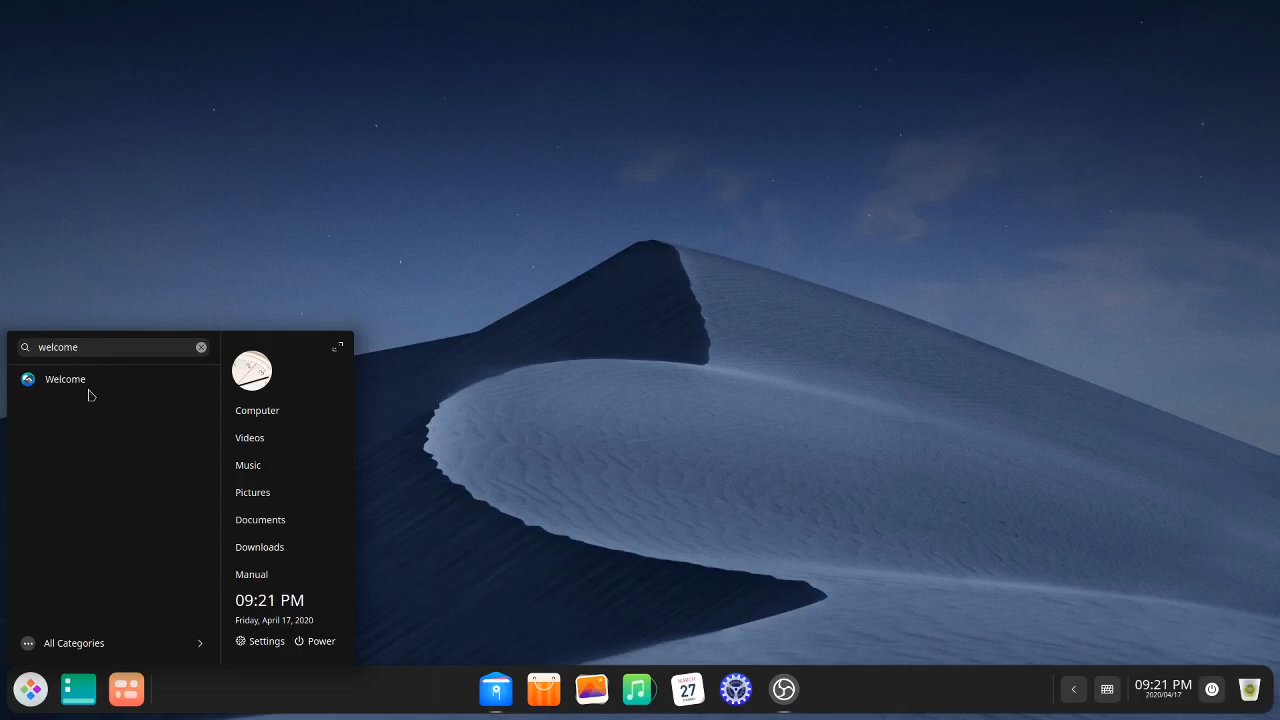 welcome
Welcome
All Categories
Computer
Videos
Music
Pictures
Documents
Downloads
Manual
09:21 PM
Friday, April 17, 2020
Settings
Power
MARCH
27
09:21 PM
2020/04/17